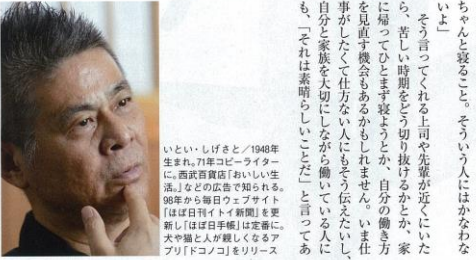 ちゃんと寝ること。そういう人にはかなわな
いよ」
　そう言ってくれる上司や先輩が近くにいた
ら、苦しい時期をどう切り抜けるかとか、家
に帰ってひとまず寝ようとか、自分の働き方
を見直す機会もあるかもしれません。いま仕
事がしたくて仕方ない人にもそう伝えたいし、
自分と家族を大切にしながら働いている人に
も、「それは素晴らしいことだ」と言ってあ
いとい・しげさと／1948年
生まれ。71年コピーライター
に。西武百貨店「おいしい生
活。」などの広告で知られる。
98年から毎日ウェブサイト
「ほぼ日刊イトイ新聞」を更
新し「ほぼ日手帳」は定番に。
犬や猫と人が親しくなるア
プリ「ドコノコ」をリリース